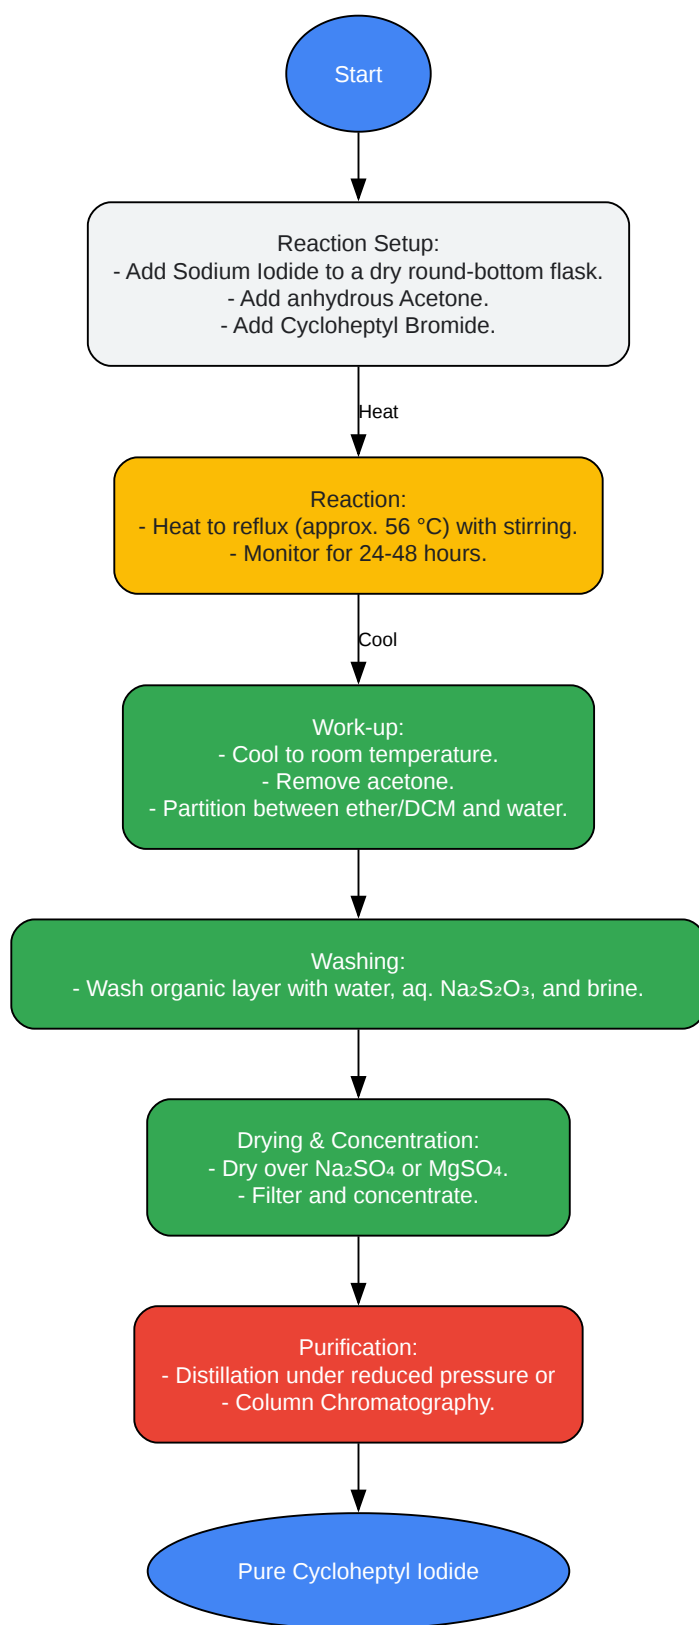 Start
Reaction Setup:
- Add Sodium Iodide to a dry round-bottom flask.
- Add anhydrous Acetone.
- Add Cycloheptyl Bromide.
Heat
Reaction:
- Heat to reflux (approx. 56 °C) with stirring.
- Monitor for 24-48 hours.
Cool
Work-up:
- Cool to room temperature.
- Remove acetone.
- Partition between ether/DCM and water.
Washing:
- Wash organic layer with water, aq. Na₂S₂O₃, and brine.
Drying & Concentration:
- Dry over Na₂SO₄ or MgSO₄.
- Filter and concentrate.
Purification:
- Distillation under reduced pressure or
- Column Chromatography.
Pure Cycloheptyl Iodide